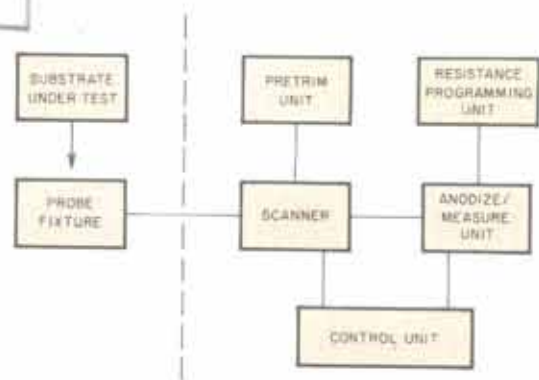 SUBSTRATE
UNDER TEST
PRETRIM
UNIT
RESISTANCE
PROGRAMMING
UNIT
PROBE
FIXTURE
SCANNER
ANODIZE/
MEASURE
UNIT
CONTROL UNIT